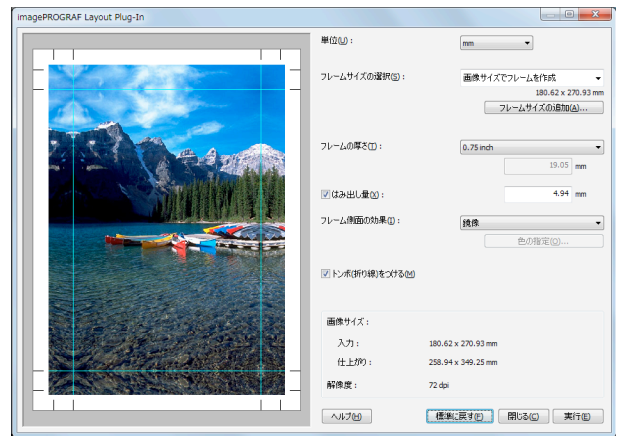 imagePROGRAF Layout Plug-In
単位(U)： mm
フレームサイズの選択(S)： 画像サイズでフレームを作成
180.62 x 270.93 mm
フレームサイズの追加(A)...
フレームの厚さ(T)： 0.75 inch
19.05 mm
はみ出し量(X)： 4.94 mm
フレーム側面の効果(I)： 鏡像
色の指定(O)...
トンボ(折り線)をつける(M)
画像サイズ：
入力： 180.62 x 270.93 mm
仕上がり： 258.94 x 349.25 mm
解像度： 72 dpi
ヘルプ(H) 標準に戻す(F) 閉じる(C) 実行(E)